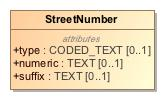 StreetNumber
attributes
+type : CODED_TEXT [0..1]
+numeric : TEXT [0..1]
+suffix : TEXT [0..1]